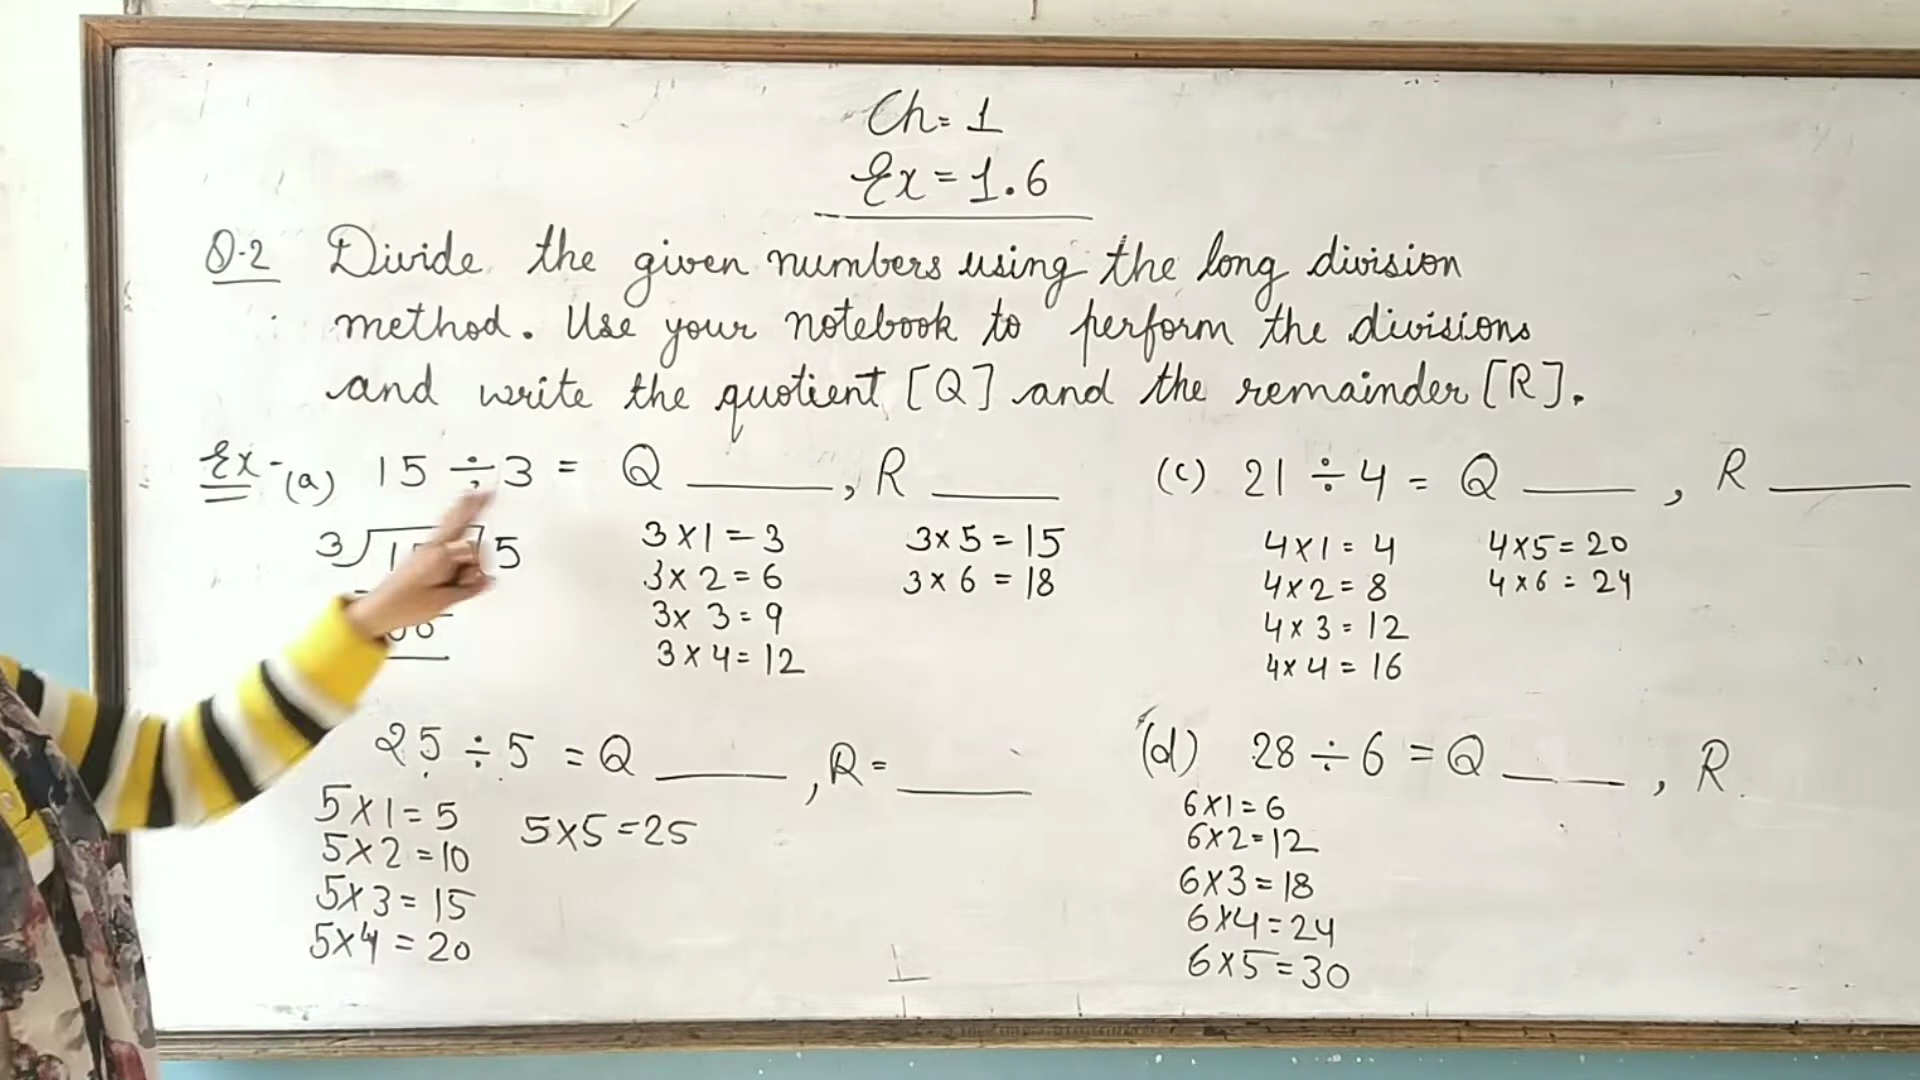 Ch= 1
Ex = 1.6
Q.2 Divide the given numbers using the long division
method. Use your notebook to perform the divisions
and write the quotient [Q] and the remainder [R].
Ex- (a) 15 ÷ 3 = Q ____, R ____
3 5
3×1=3
3×2=6
3×3=9
3×4=12
3×5=15
3×6=18
25 ÷ 5 = Q ____, R= ____
5×1=5
5×2=10
5×3=15
5×4=20
5×5=25
(c) 21 ÷ 4 = Q ____, R ____
4×1=4
4×2=8
4×3=12
4×4=16
4×5=20
4×6=24
(d) 28 ÷ 6 = Q ____, R
6×1=6
6×2=12
6×3=18
6×4=24
6×5=30